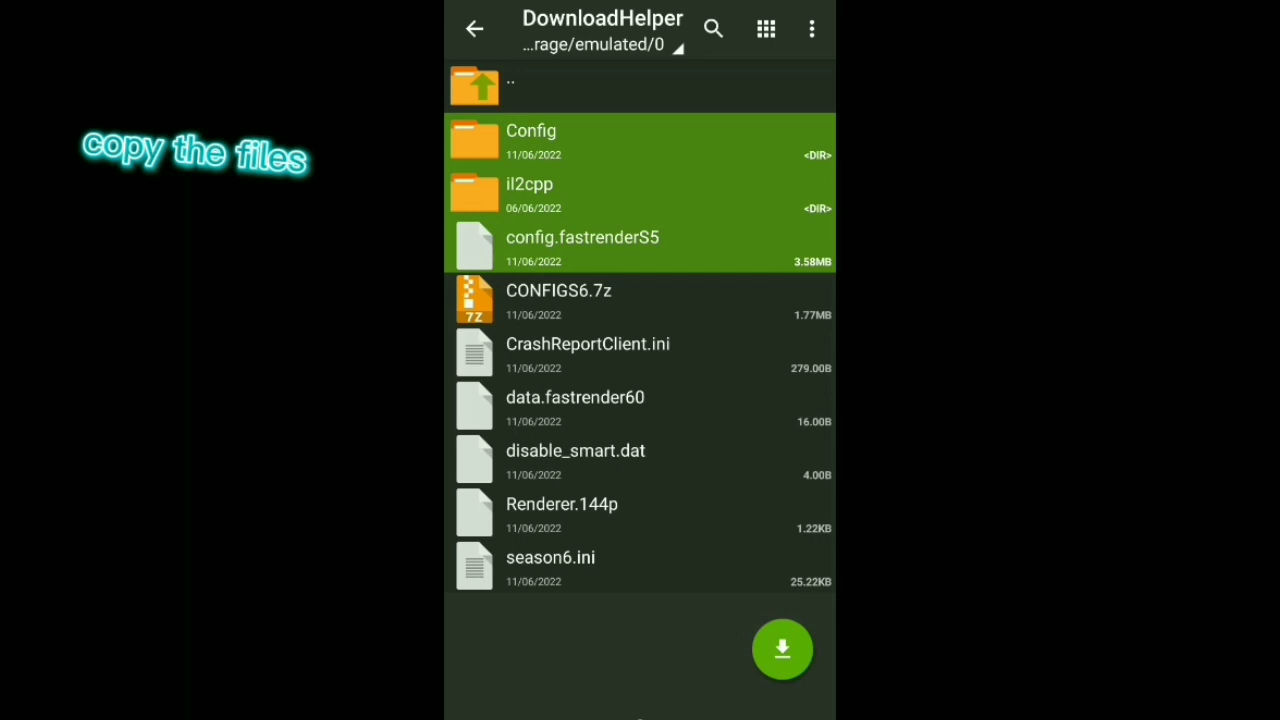 copy the files
DownloadHelper
...rage/emulated/0
..
Config
11/06/2022 <DIR>
il2cpp
06/06/2022 <DIR>
config.fastrenderS5
11/06/2022 3.58MB
CONFIGS6.7z
7Z
11/06/2022 1.77MB
CrashReportClient.ini
11/06/2022 279.00B
data.fastrender60
11/06/2022 16.00B
disable_smart.dat
11/06/2022 4.00B
Renderer.144p
11/06/2022 1.22KB
season6.ini
11/06/2022 25.22KB